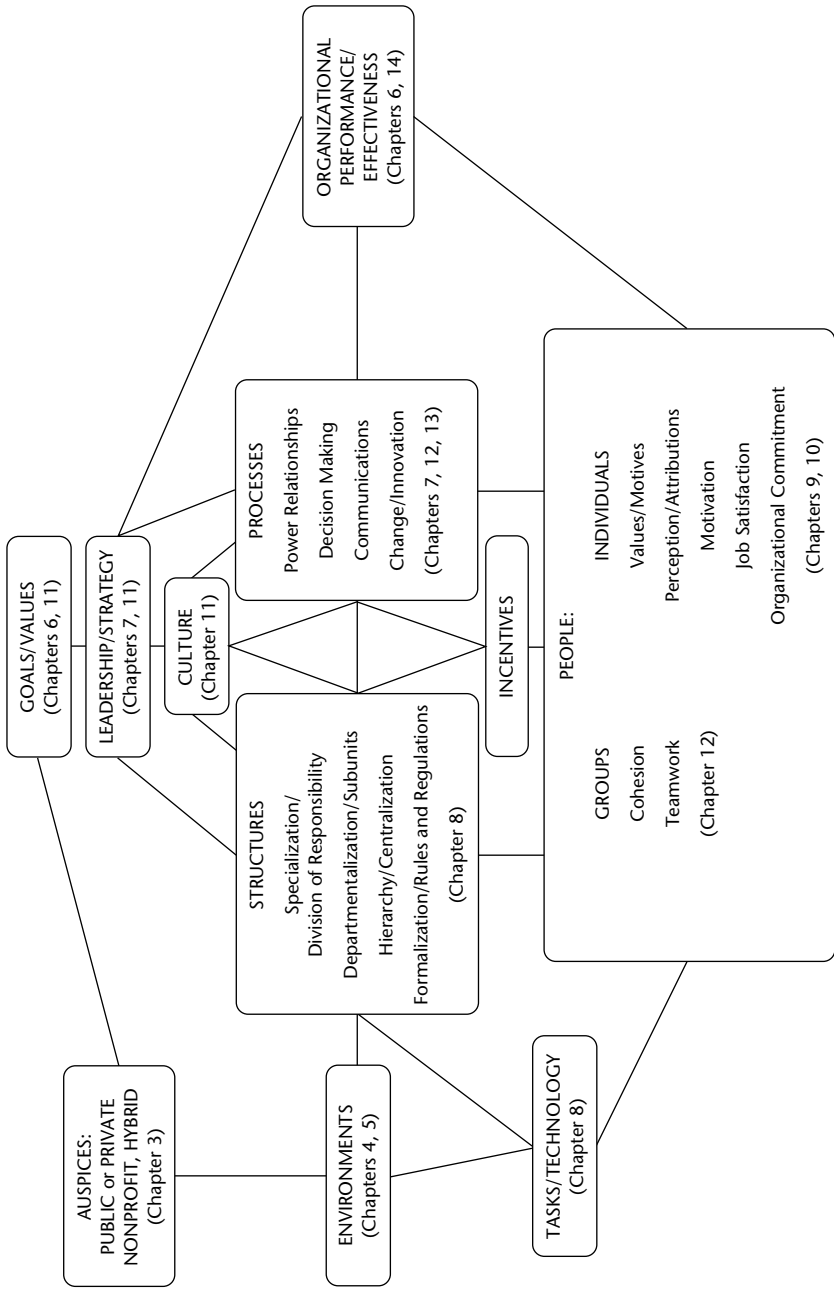 AUSPICES:
PUBLIC or PRIVATE
NONPROFIT, HYBRID
(Chapter 3)
GOALS/VALUES
(Chapters 6, 11)
LEADERSHIP/STRATEGY
(Chapters 7, 11)
CULTURE
(Chapter 11)
ENVIRONMENTS
(Chapters 4, 5)
STRUCTURES
Specialization/
Division of Responsibility
Departmentalization/Subunits
Hierarchy/Centralization
Formalization/Rules and Regulations
(Chapter 8)
PROCESSES
Power Relationships
Decision Making
Communications
Change/Innovation
(Chapters 7, 12, 13)
ORGANIZATIONAL
PERFORMANCE/
EFFECTIVENESS
(Chapters 6, 14)
INCENTIVES
TASKS/TECHNOLOGY
(Chapter 8)
PEOPLE:
GROUPS
Cohesion
Teamwork
(Chapter 12)
INDIVIDUALS
Values/Motives
Perception/Attributions
Motivation
Job Satisfaction
Organizational Commitment
(Chapters 9, 10)